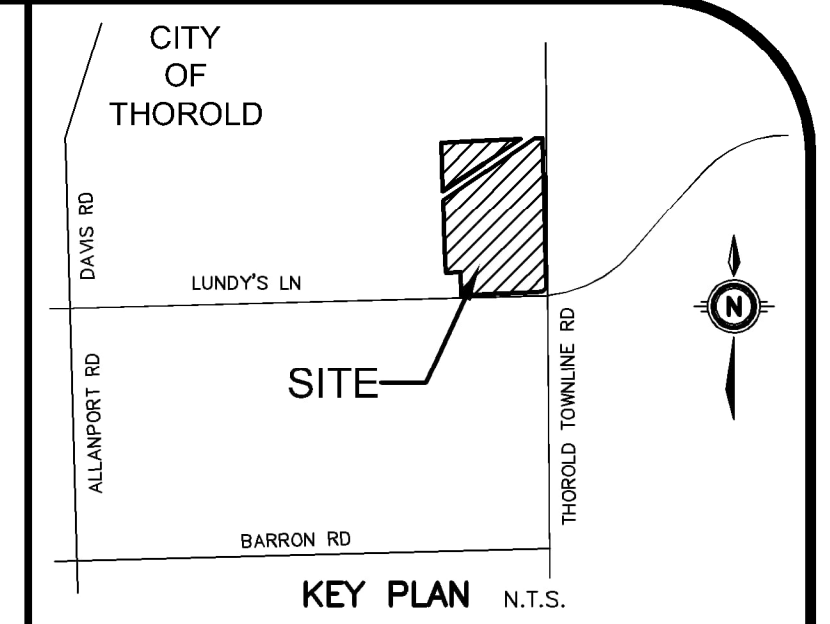 CITY
OF
THOROLD
DAVIS RD
LUNDY'S LN
N
SITE
THOROLD TOWNLINE RD
ALLANPORT RD
BARRON RD
KEY PLAN N.T.S.